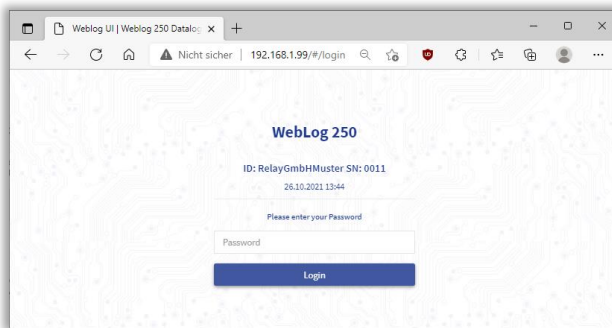 Weblog UI | Weblog 250 Datalog
Nicht sicher | 192.168.1.99/#/login
WebLog 250
ID: RelayGmbHMuster SN: 0011
26.10.2021 13:44
Please enter your Password
Password
Login